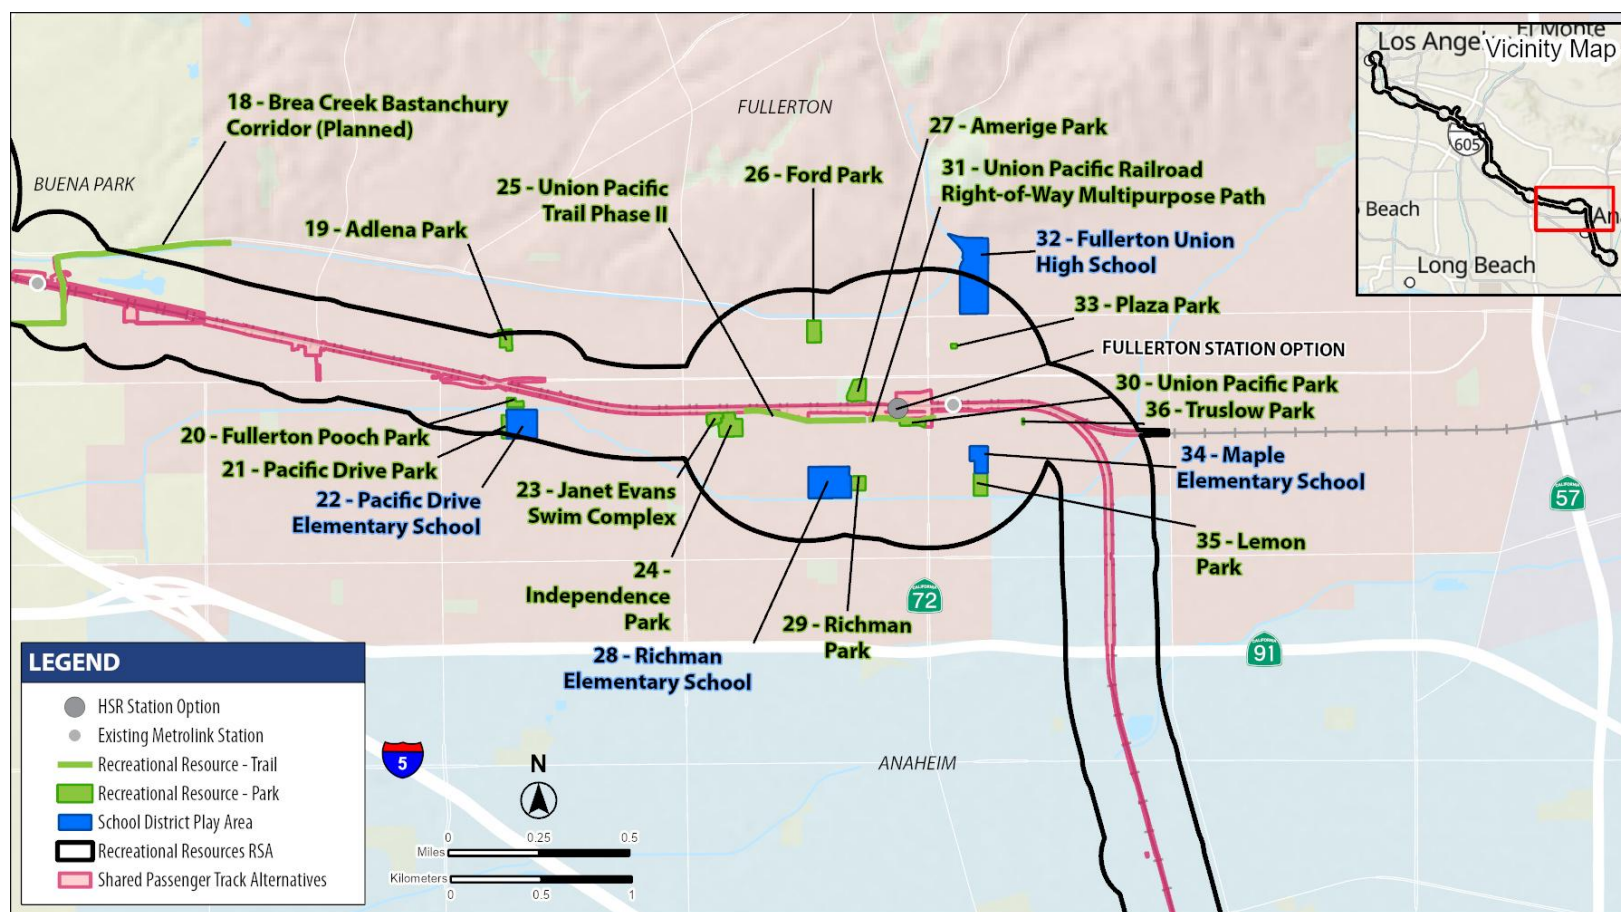 18 - Brea Creek Bastanchury
Corridor (Planned)
FULLERTON
27 - Amerige Park
BUENA PARK
25 - Union Pacific
Trail Phase II
26 - Ford Park
31 - Union Pacific Railroad
Right-of-Way Multipurpose Path
19 - Adlena Park
32 - Fullerton Union
High School
33 - Plaza Park
FULLERTON STATION OPTION
30 - Union Pacific Park
36 - Truslow Park
20 - Fullerton Pooch Park
21 - Pacific Drive Park
22 - Pacific Drive
Elementary School
23 - Janet Evans
Swim Complex
34 - Maple
Elementary School
24 -
Independence
Park
35 - Lemon
Park
29 - Richman
Park
28 - Richman
Elementary School
CALIFORNIA
57
CALIFORNIA
72
CALIFORNIA
91
5
ANAHEIM
N
0 0.25 0.5
Miles
Kilometers
0 0.5 1
LEGEND
HSR Station Option
Existing Metrolink Station
Recreational Resource - Trail
Recreational Resource - Park
School District Play Area
Recreational Resources RSA
Shared Passenger Track Alternatives
Vicinity Map
Los Angel
El Monte
605
Beach
Ana
Long Beach